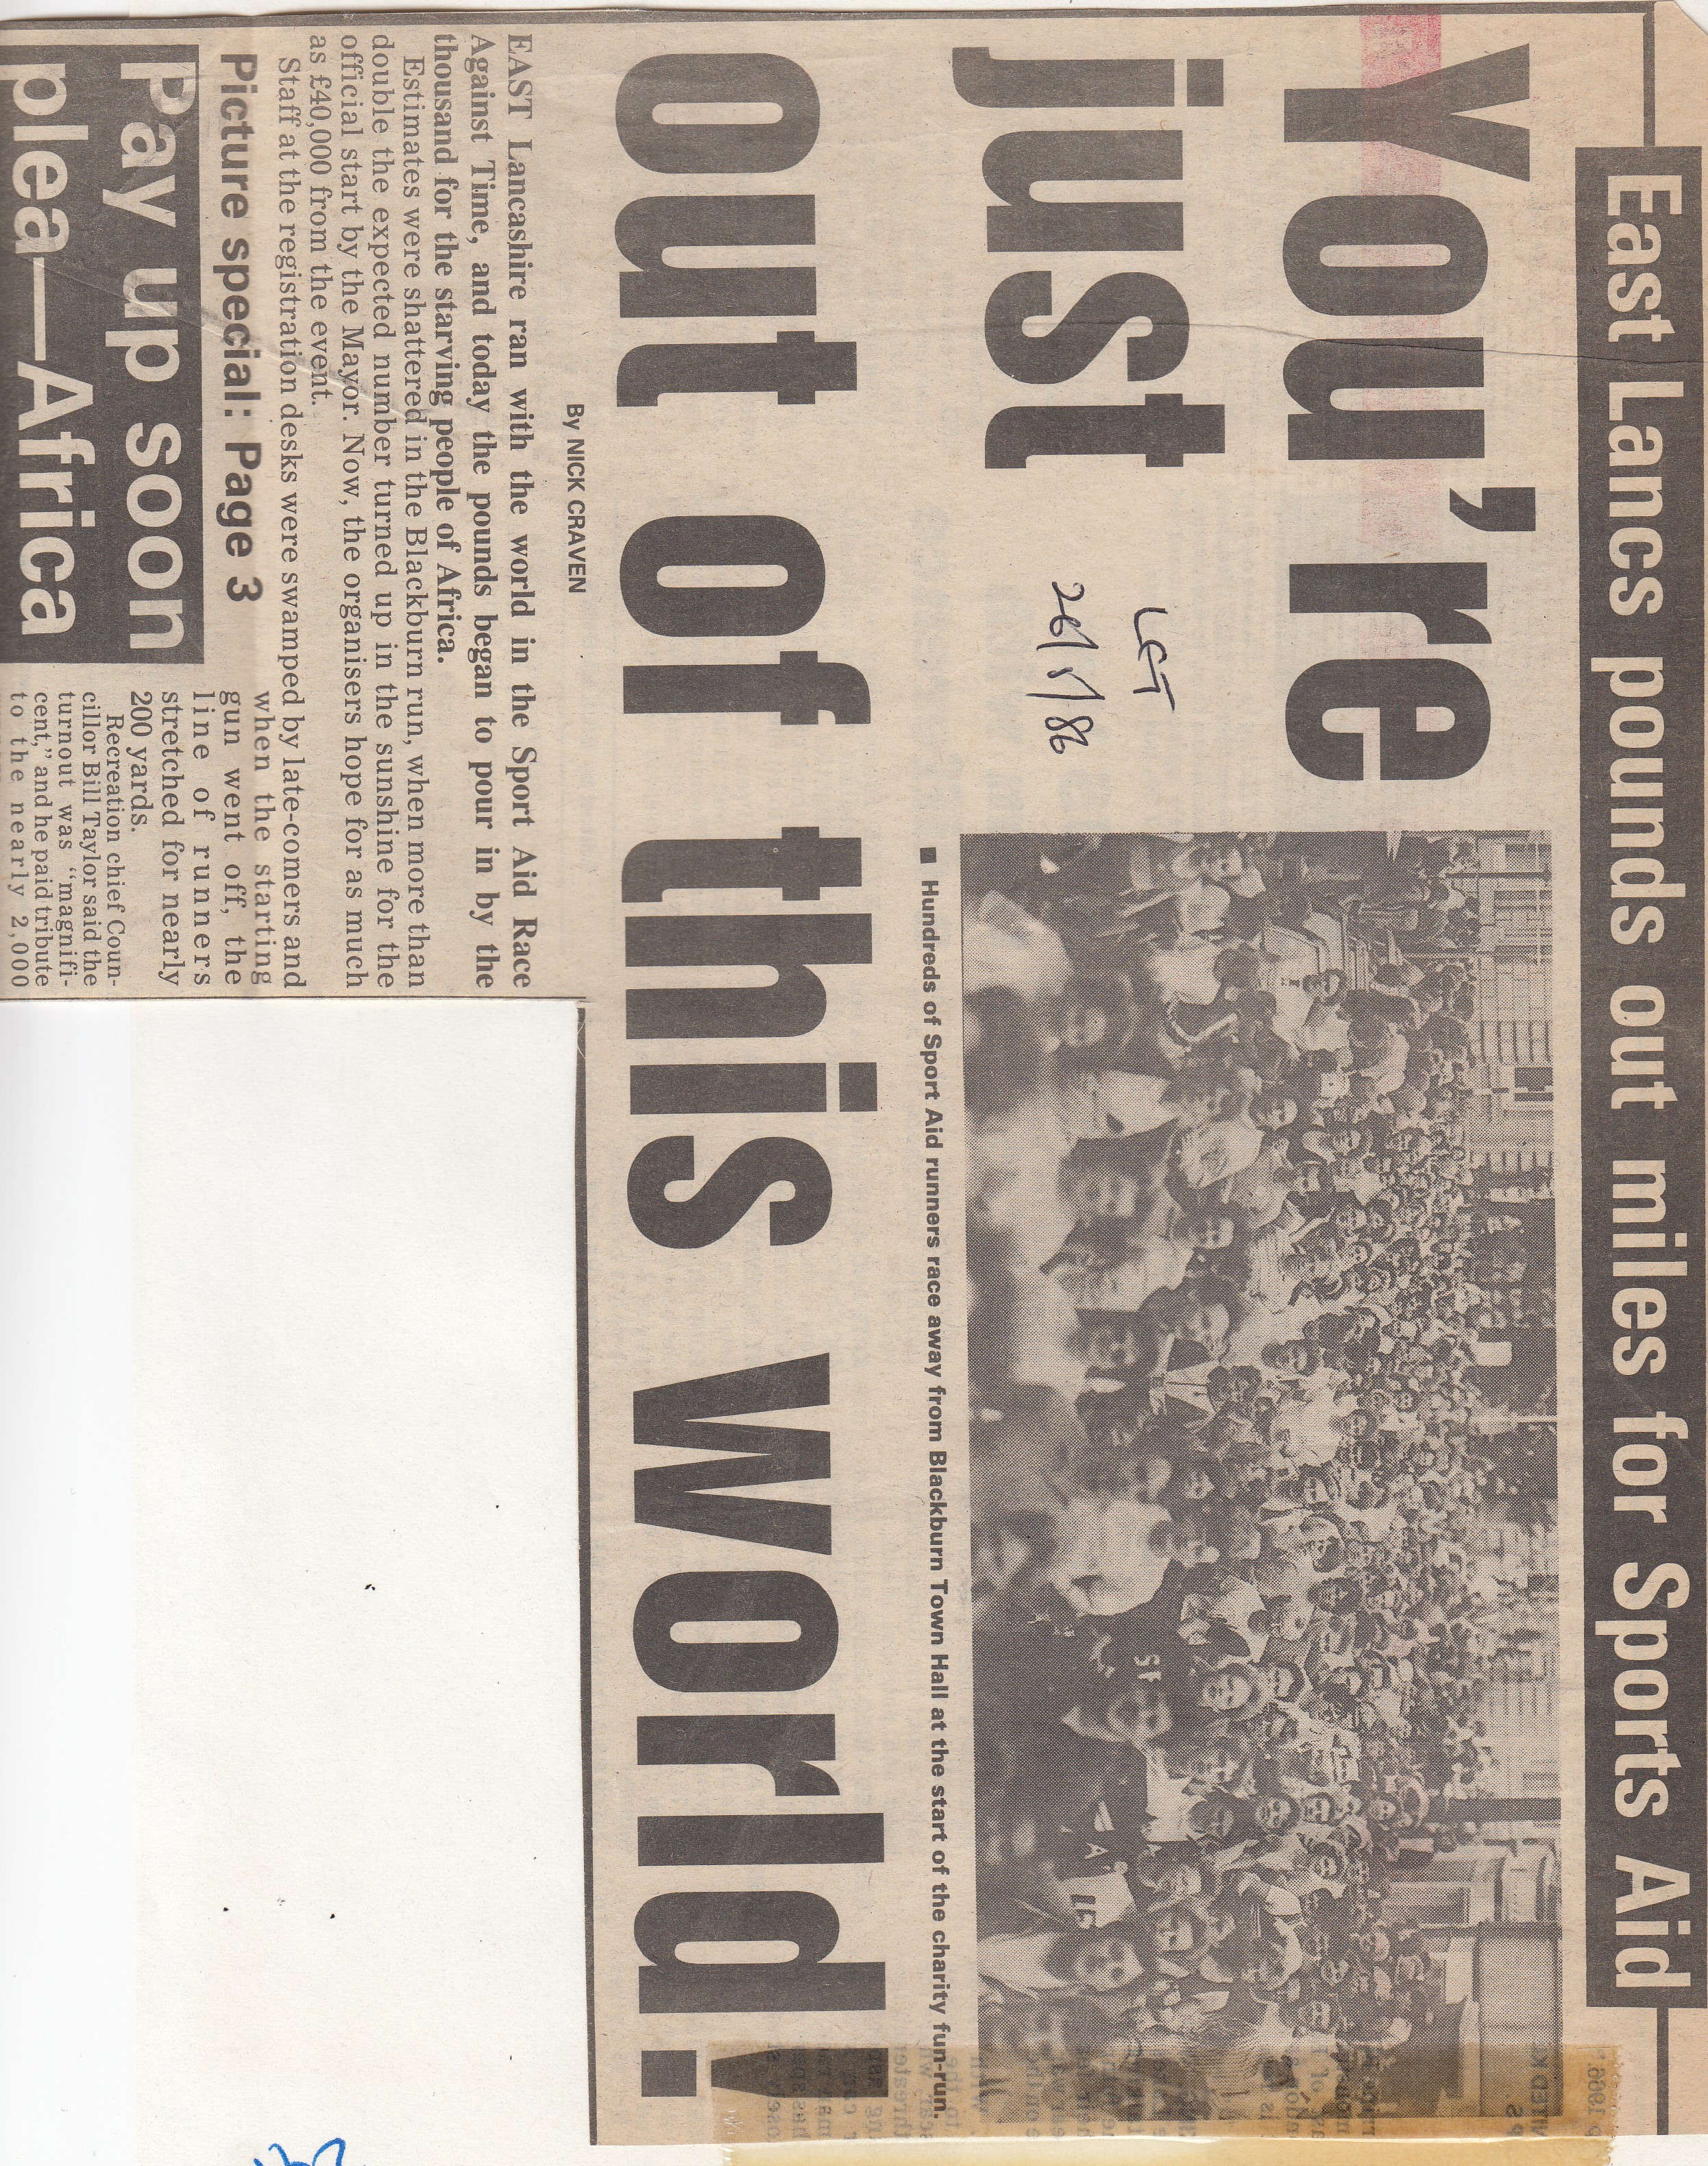 East Lancs pounds out miles for Sports Aid
You're
just
LET
26/5/86
■ Hundreds of Sport Aid runners race away from Blackburn Town Hall at the start of the charity fun-run.
out of this world!
By NICK CRAVEN
EAST Lancashire ran with the world in the Sport Aid Race
Against Time, and today the pounds began to pour in by the
thousand for the starving people of Africa.
Estimates were shattered in the Blackburn run, when more than
double the expected number turned up in the sunshine for the
official start by the Mayor. Now, the organisers hope for as much
as £40,000 from the event.
Staff at the registration desks were swamped by late-comers and
when the starting
gun went off, the
line of runners
stretched for nearly
200 yards.
Recreation chief Coun-
cillor Bill Taylor said the
turnout was "magnifi-
cent," and he paid tribute
to the nearly 2,000
Picture special: Page 3
Pay up soon
plea—Africa